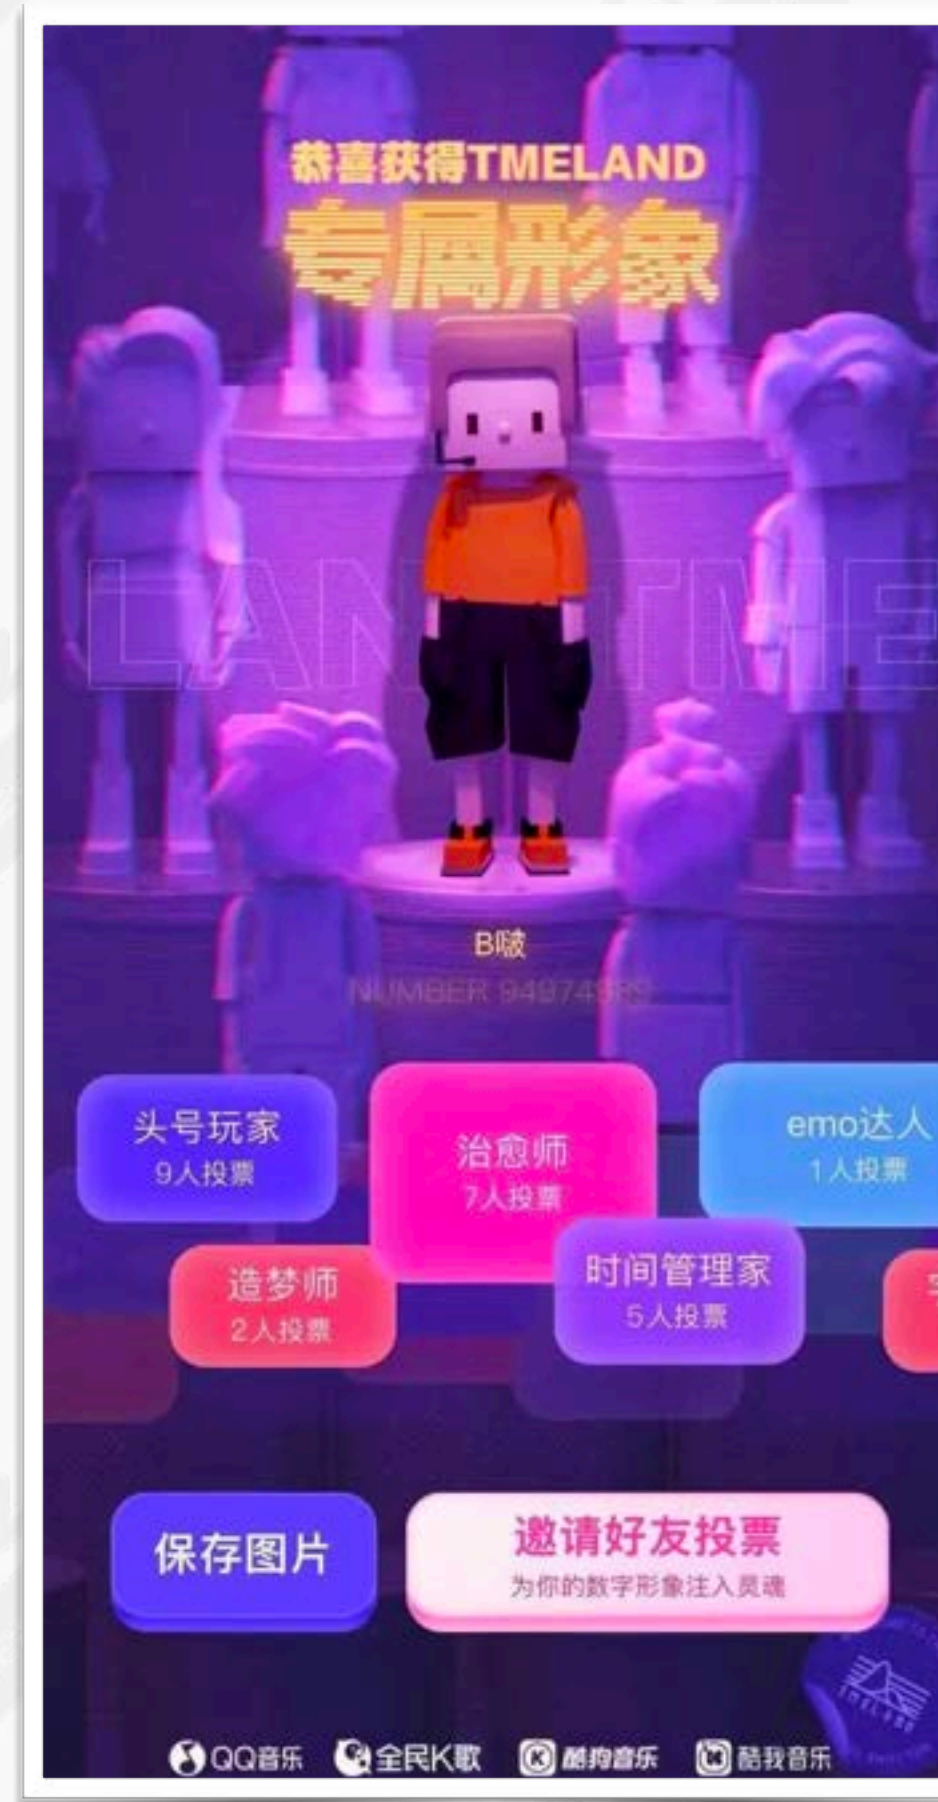 恭喜获得TMELAND
专属形象
LAN TME
B啵
NUMBER
头号玩家
9人投票
治愈师
7人投票
emo达人
1人投票
造梦师
2人投票
时间管理家
5人投票
保存图片
邀请好友投票
为你的数字形象注入灵魂
TMELAND
QQ音乐 全民K歌 酷狗音乐 酷我音乐